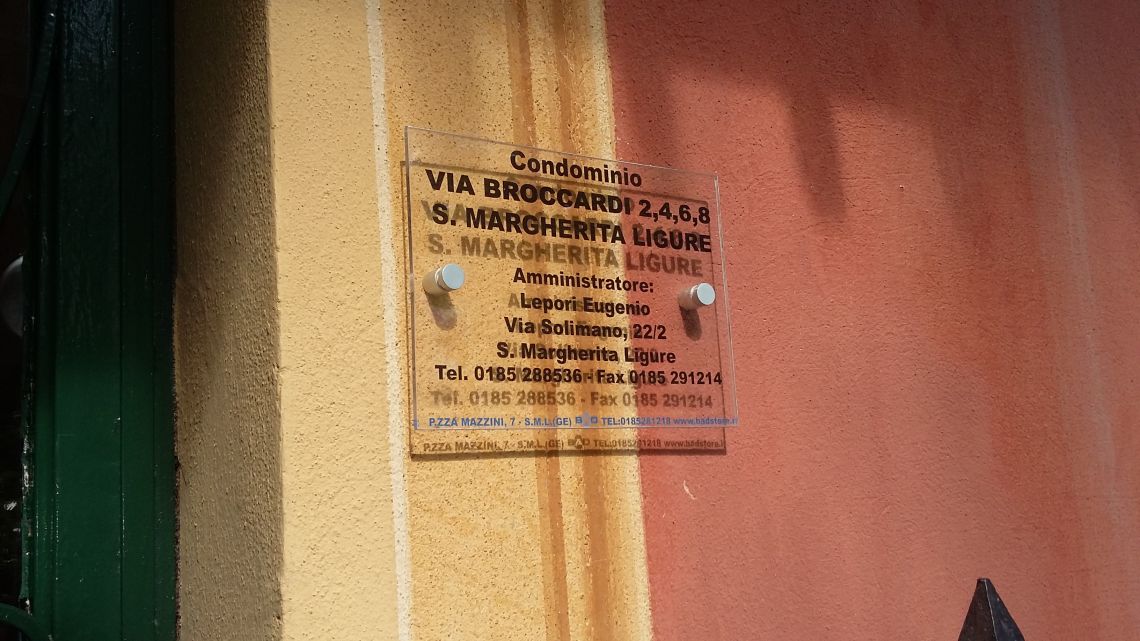 Condominio
VIA BROCCARDI 2,4,6,8
S. MARGHERITA LIGURE
Amministratore:
Lepori Eugenio
Via Solimano, 22/2
S. Margherita Ligure
Tel. 0185 288536 - Fax 0185 291214
P.ZZA MAZZINI, 7 - S.M.L.(GE) BAD TEL:0185281218 www.badstore.it